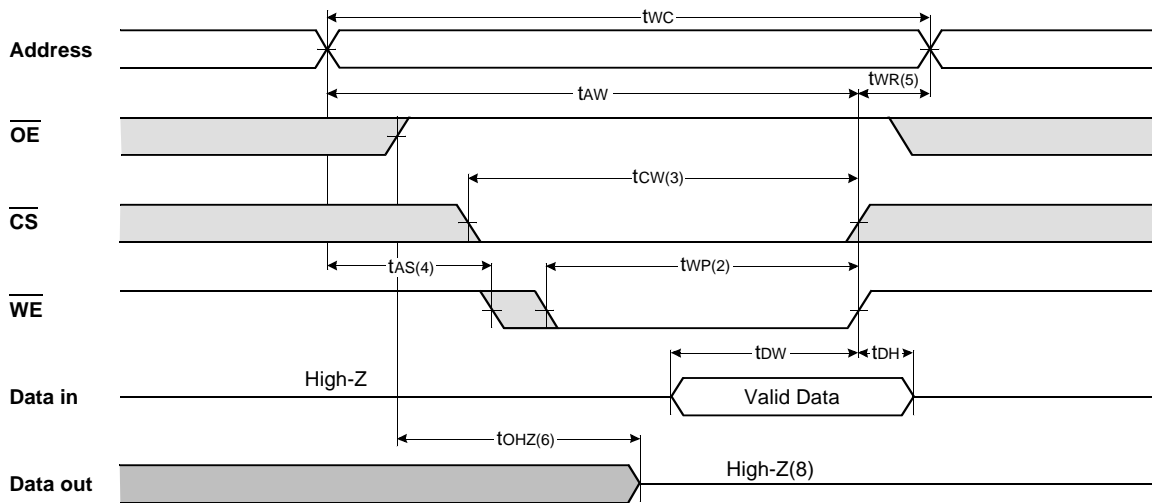 tWC
Address
tWR(5)
tAW
OE
tCW(3)
CS
tAS(4)
tWP(2)
WE
tDW
tDH
High-Z
Data in
Valid Data
tOHZ(6)
High-Z(8)
Data out